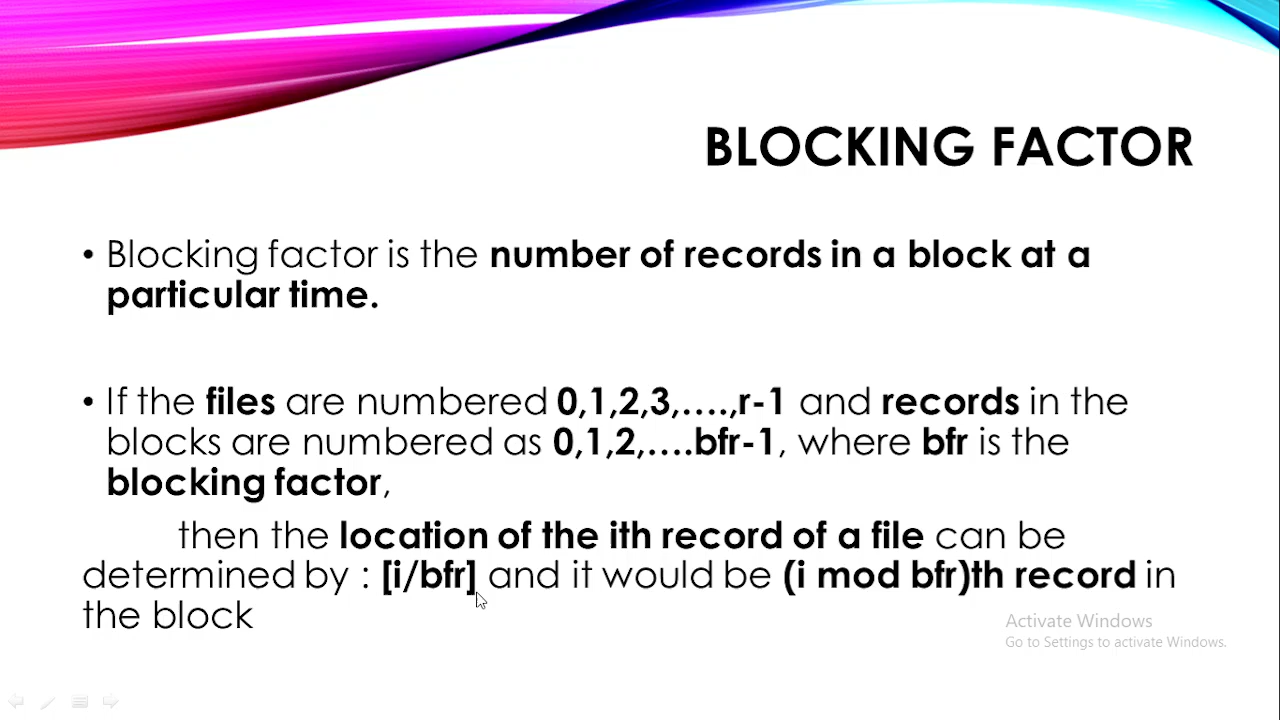 BLOCKING FACTOR
• Blocking factor is the number of records in a block at a
particular time.
• If the files are numbered 0,1,2,3,....,r-1 and records in the
blocks are numbered as 0,1,2,....bfr-1, where bfr is the
blocking factor,
then the location of the ith record of a file can be
determined by : [i/bfr] and it would be (i mod bfr)th record in
the block
Activate Windows
Go to Settings to activate Windows.